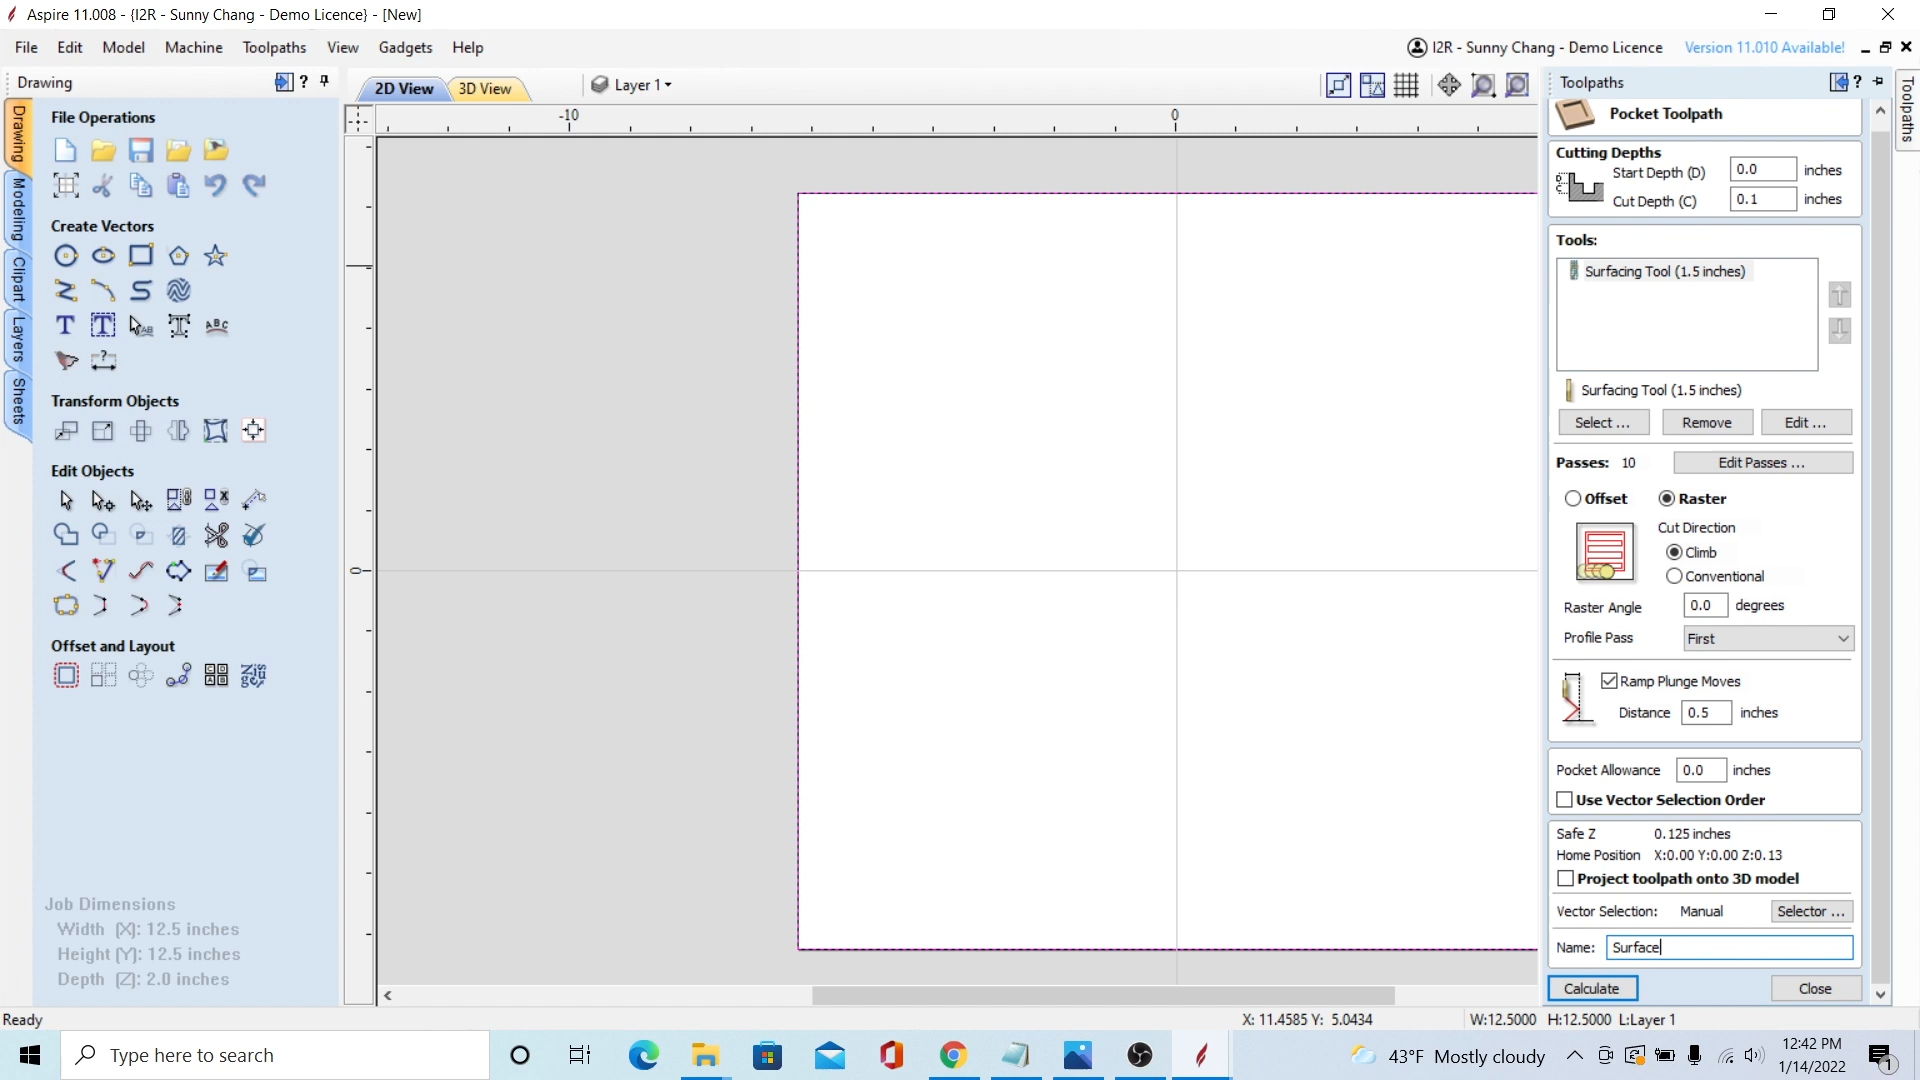 Aspire 11.008 - {I2R - Sunny Chang - Demo Licence} - [New]
File Edit Model Machine Toolpaths View Gadgets Help
I2R - Sunny Chang - Demo Licence Version 11.010 Available!
Drawing
2D View 3D View
Layer 1
Toolpaths
Toolpaths
Drawing
Modeling
Clipart
Layers
Sheets
File Operations
Create Vectors
Transform Objects
Edit Objects
Offset and Layout
Job Dimensions
Width (X): 12.5 inches
Height (Y): 12.5 inches
Depth (Z): 2.0 inches
-10 0
0
Pocket Toolpath
Cutting Depths
Start Depth (D) 0.0 inches
Cut Depth (C) 0.1 inches
Tools:
Surfacing Tool (1.5 inches)
Surfacing Tool (1.5 inches)
Select ... Remove Edit ...
Passes: 10 Edit Passes ...
Offset Raster
Cut Direction
Climb
Conventional
Raster Angle 0.0 degrees
Profile Pass First
Ramp Plunge Moves
Distance 0.5 inches
Pocket Allowance 0.0 inches
Use Vector Selection Order
Safe Z 0.125 inches
Home Position X:0.00 Y:0.00 Z:0.13
Project toolpath onto 3D model
Vector Selection: Manual Selector ...
Name: Surface
Calculate Close
Ready
X: 11.4585 Y: 5.0434
W:12.5000 H:12.5000 L:Layer 1
Type here to search
43°F Mostly cloudy
12:42 PM
1/14/2022
1